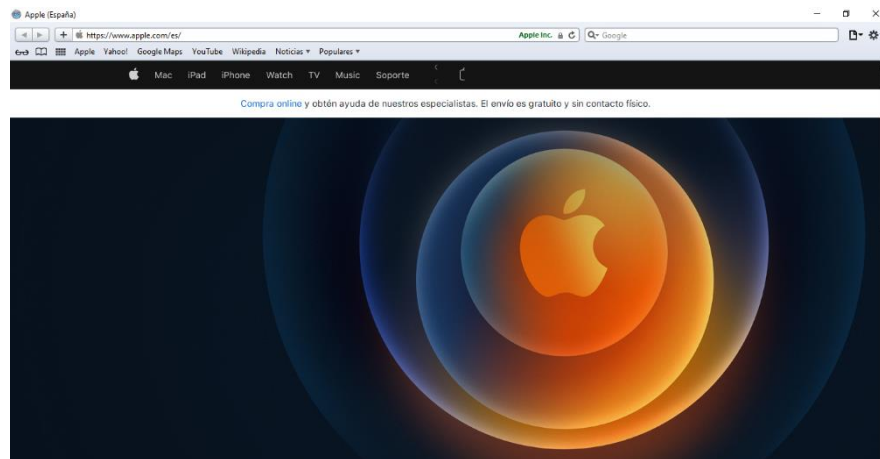 Apple (España)
https://www.apple.com/es/ Apple Inc. Google
Apple Yahoo! Google Maps YouTube Wikipedia Noticias Populares
Mac iPad iPhone Watch TV Music Soporte
Compra online y obtén ayuda de nuestros especialistas. El envío es gratuito y sin contacto físico.